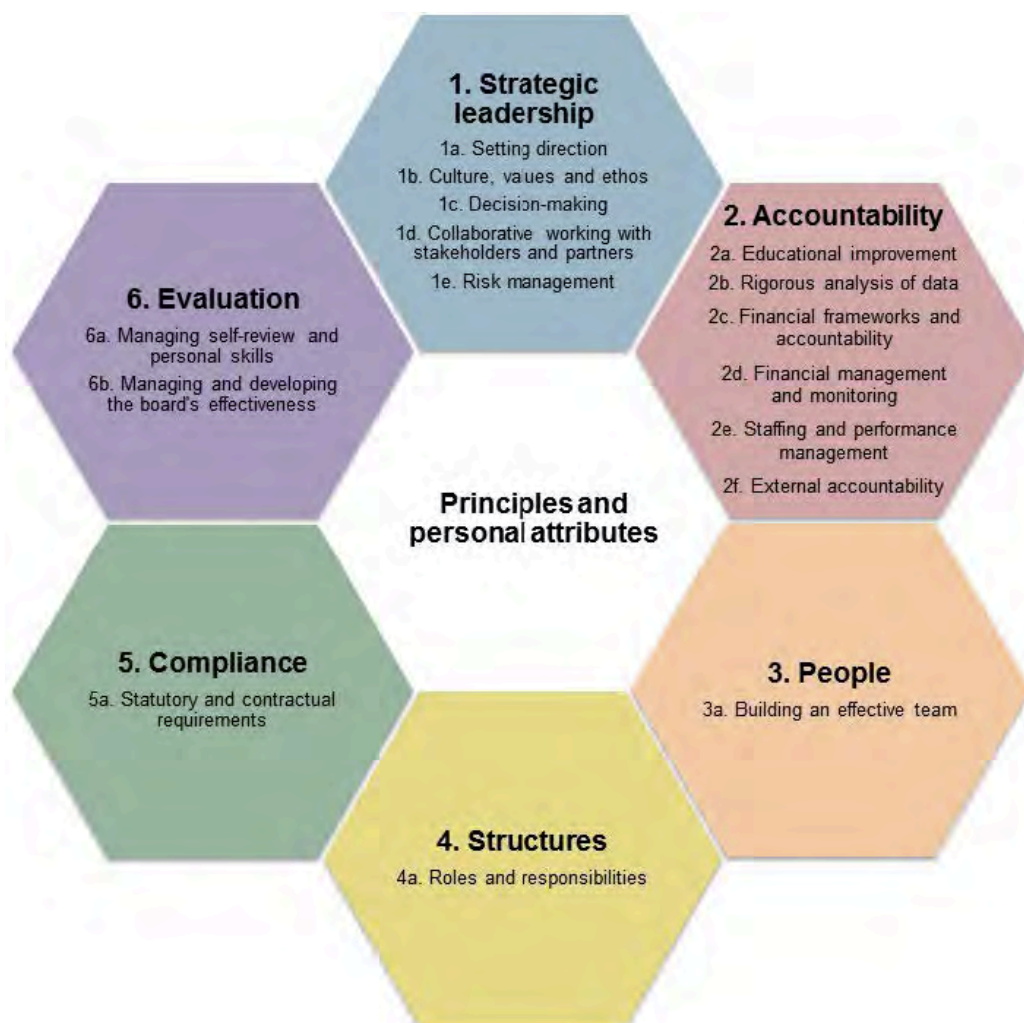 1. Strategic
leadership
1a. Setting direction
1b. Culture, values and ethos
1c. Decision-making
1d. Collaborative working with
stakeholders and partners
1e. Risk management
2. Accountability
2a. Educational improvement
2b. Rigorous analysis of data
2c. Financial frameworks and
accountability
2d. Financial management
and monitoring
2e. Staffing and performance
management
2f. External accountability
3. People
3a. Building an effective team
4. Structures
4a. Roles and responsibilities
5. Compliance
5a. Statutory and contractual
requirements
6. Evaluation
6a. Managing self-review and
personal skills
6b. Managing and developing
the board's effectiveness
Principles and
personal attributes